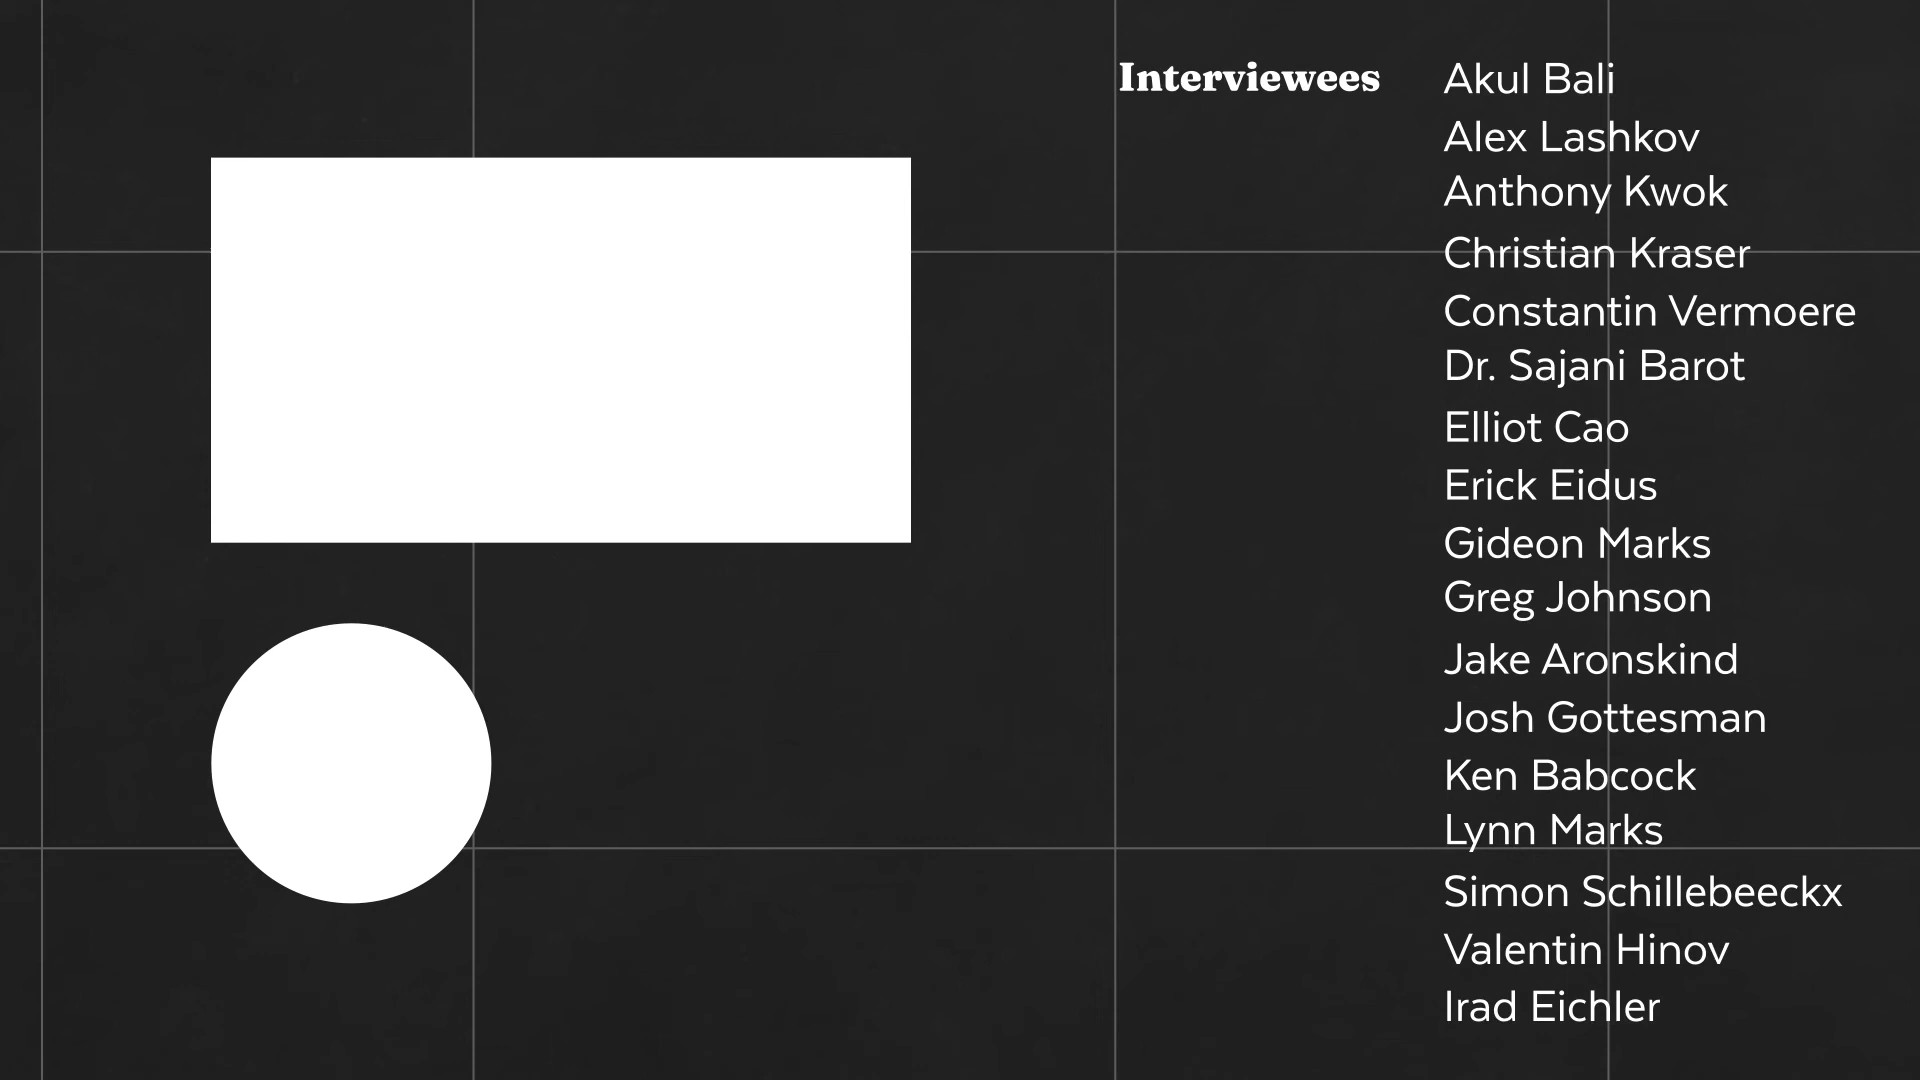 Interviewees
Akul Bali
Alex Lashkov
Anthony Kwok
Christian Kraser
Constantin Vermoere
Dr. Sajani Barot
Elliot Cao
Erick Eidus
Gideon Marks
Greg Johnson
Jake Aronskind
Josh Gottesman
Ken Babcock
Lynn Marks
Simon Schillebeeckx
Valentin Hinov
Irad Eichler